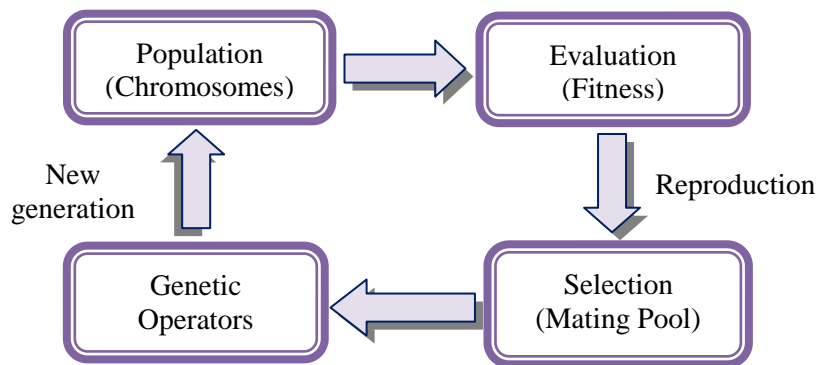 Population
(Chromosomes)
Evaluation
(Fitness)
New
generation
Reproduction
Genetic
Operators
Selection
(Mating Pool)